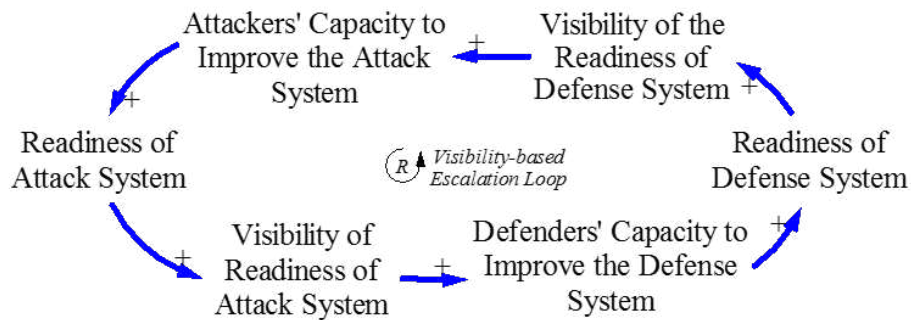 Attackers' Capacity to
Improve the Attack
System
+
Visibility of the
Readiness of
Defense System
+
+
Readiness of
Attack System
R
Visibility-based
Escalation Loop
Readiness of
Defense System
+
Visibility of
Readiness of
Attack System
+
Defenders' Capacity to
Improve the Defense
System
+